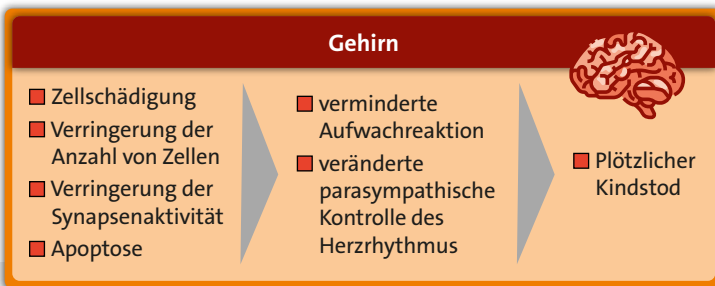 Gehirn
Zellschädigung
Verringerung der
Anzahl von Zellen
Verringerung der
Synapsenaktivität
Apoptose
verminderte
Aufwachreaktion
veränderte
parasympathische
Kontrolle des
Herzrhythmus
Plötzlicher
Kindstod